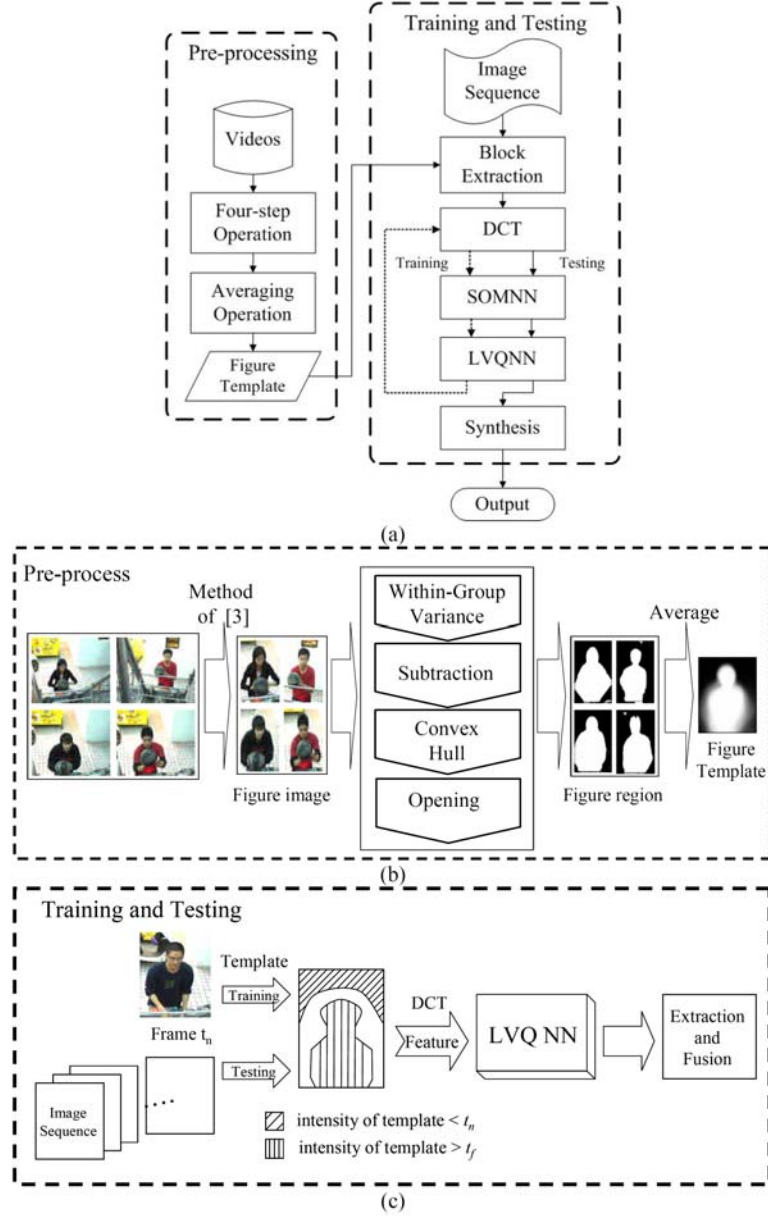 Training and Testing
Pre-processing
Image
Sequence
Videos
Block
Extraction
Four-step
Operation
DCT
Training
Testing
Averaging
Operation
SOMNN
Figure
Template
LVQNN
Synthesis
Output
(a)
Pre-process
Method
of [3]
Within-Group
Variance
Average
Subtraction
Convex
Hull
Opening
Figure image
Figure region
Figure
Template
(b)
Training and Testing
Template
Training
Frame tn
DCT
Feature
LVQ NN
Extraction
and
Fusion
Testing
Image
Sequence
intensity of template < tn
intensity of template > tf
(c)